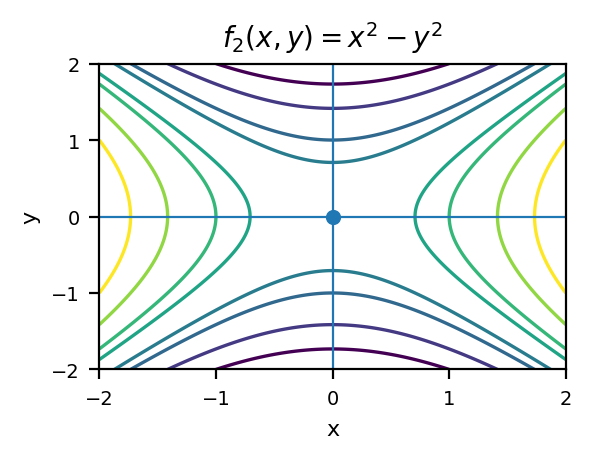 f₂(x, y) = x² − y²
2
1
y
0
−1
−2
−2 −1 0 1 2
x